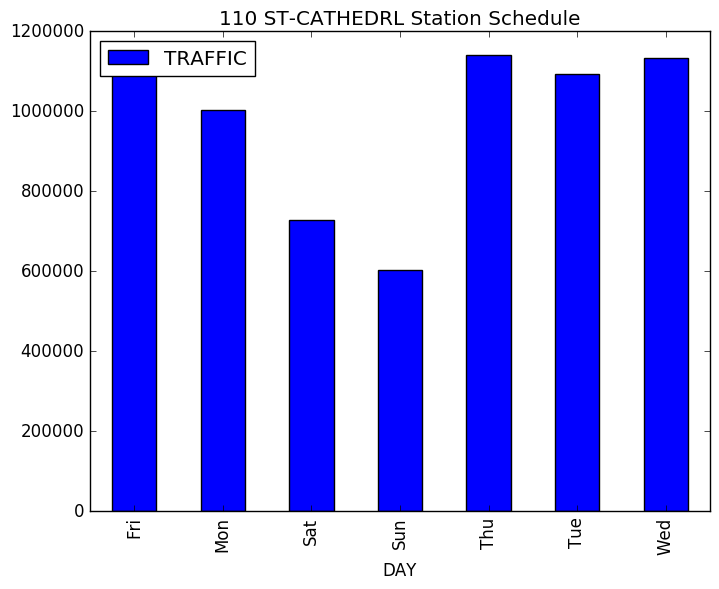 110 ST-CATHEDRL Station Schedule
TRAFFIC
1200000
1000000
800000
600000
400000
200000
0
Fri
Mon
Sat
Sun
Thu
Tue
Wed
DAY